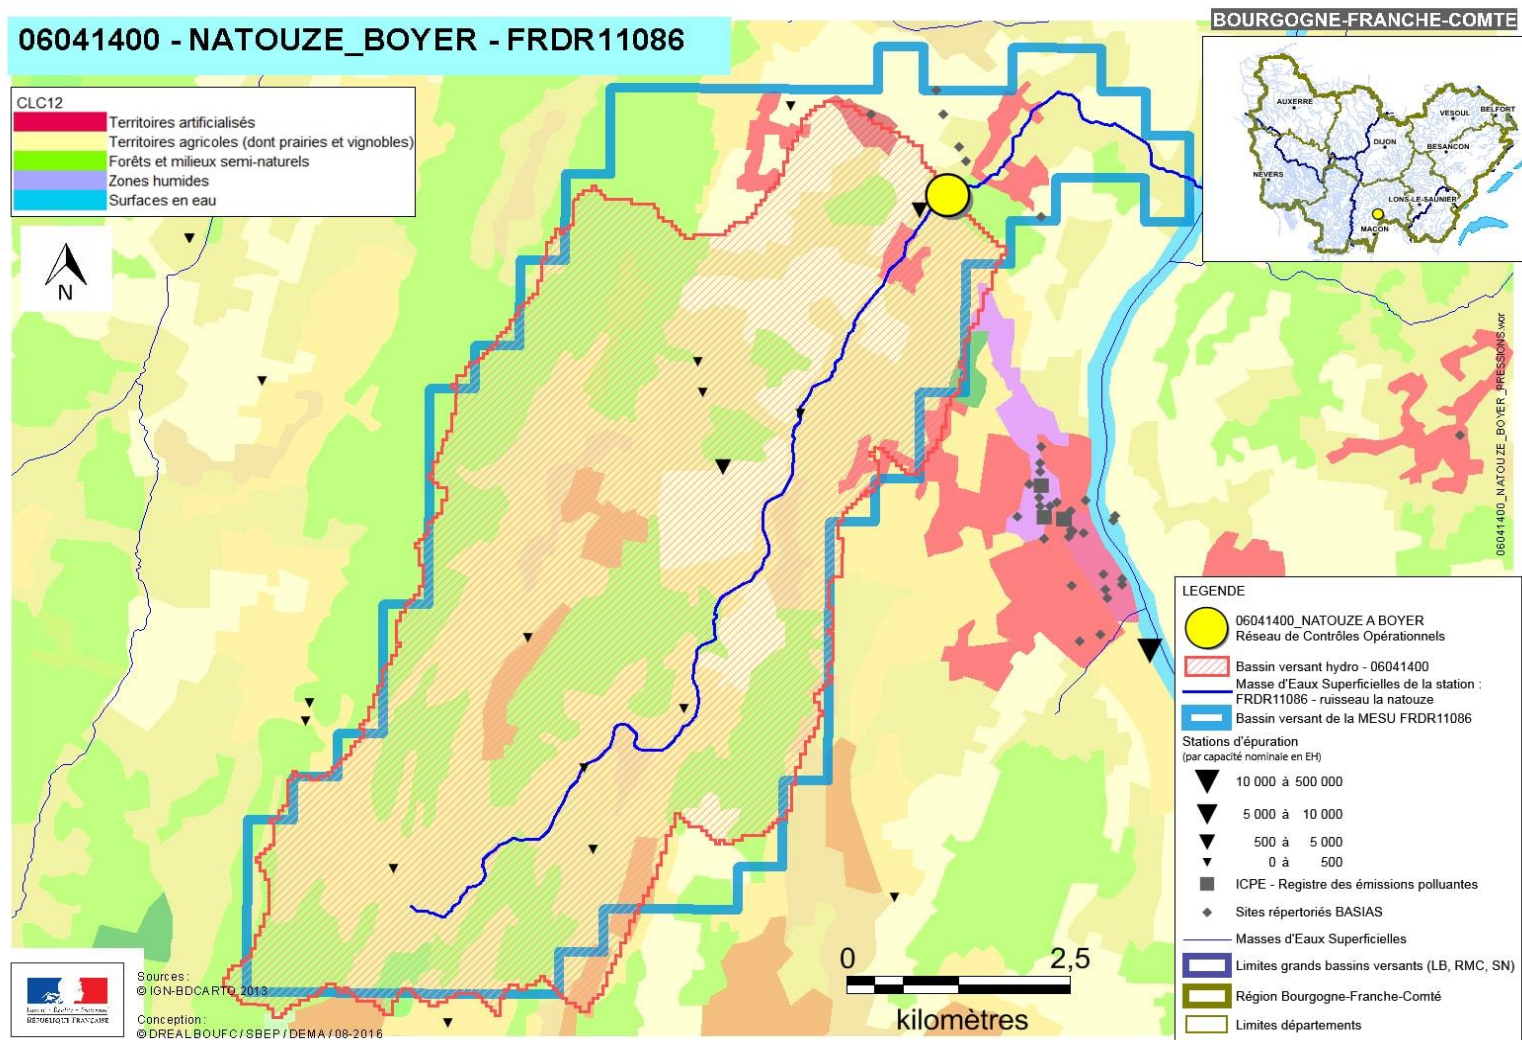 06041400 - NATOUZE_BOYER - FRDR11086
BOURGOGNE-FRANCHE-COMTE
CLC12
Territoires artificialisés
Territoires agricoles (dont prairies et vignobles)
Forêts et milieux semi-naturels
Zones humides
Surfaces en eau
N
AUXERRE
VESOUL
BELFORT
DIJON
BESANCON
NEVERS
LONS-LE-SAUNIER
MACON
06041400_NATOUZE_BOYER_PRESSIONS.wor
LEGENDE
06041400_NATOUZE A BOYER
Réseau de Contrôles Opérationnels
Bassin versant hydro - 06041400
Masse d'Eaux Superficielles de la station :
FRDR11086 - ruisseau la natouze
Bassin versant de la MESU FRDR11086
Stations d'épuration
(par capacité nominale en EH)
10 000 à 500 000
5 000 à 10 000
500 à 5 000
0 à 500
ICPE - Registre des émissions polluantes
Sites répertoriés BASIAS
Masses d'Eaux Superficielles
Limites grands bassins versants (LB, RMC, SN)
Région Bourgogne-Franche-Comté
Limites départements
0 2,5
kilomètres
Liberté • Égalité • Fraternité
RÉPUBLIQUE FRANÇAISE
Sources :
© IGN-BDCARTO 2013
Conception :
© DREAL BOUFC / SBEP / DEMA / 08-2016